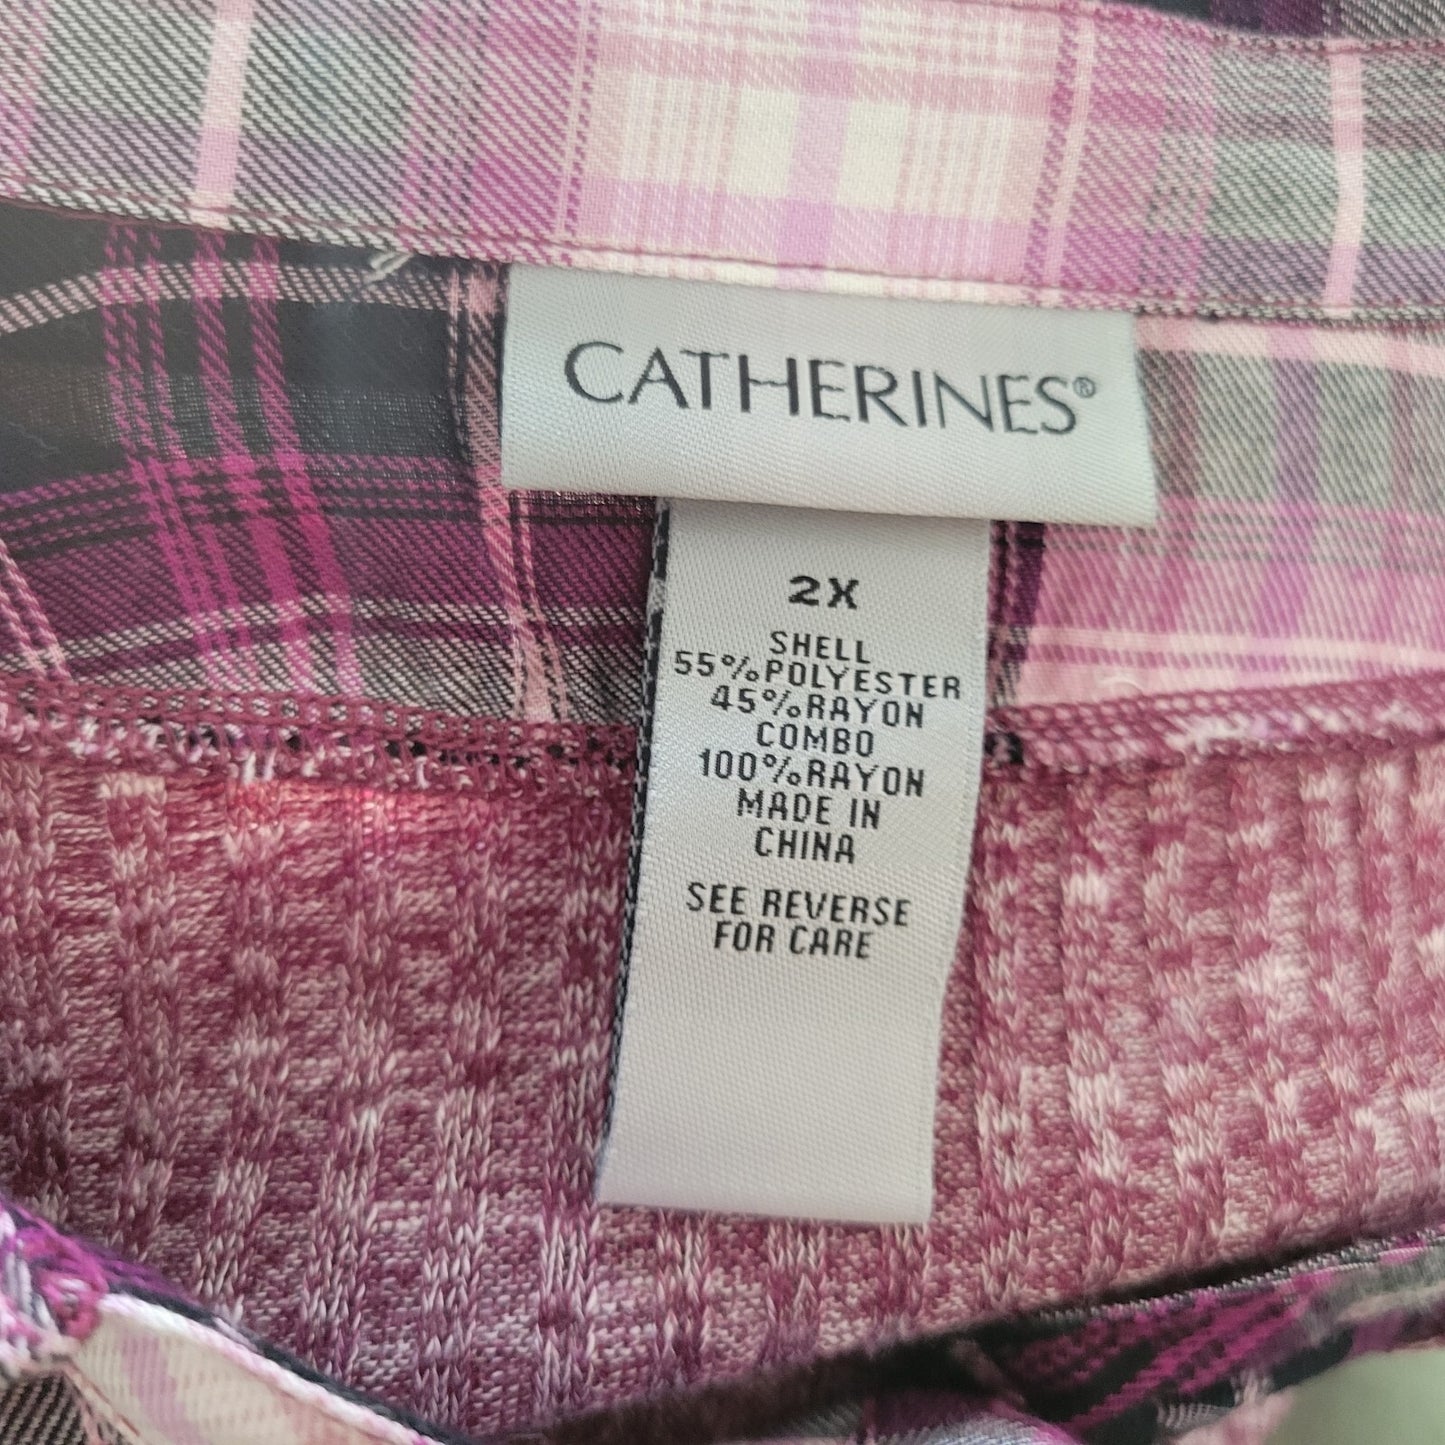 CATHERINES®
2X
SHELL
55%POLYESTER
45%RAYON
COMBO
100%RAYON
MADE IN
CHINA
SEE REVERSE
FOR CARE